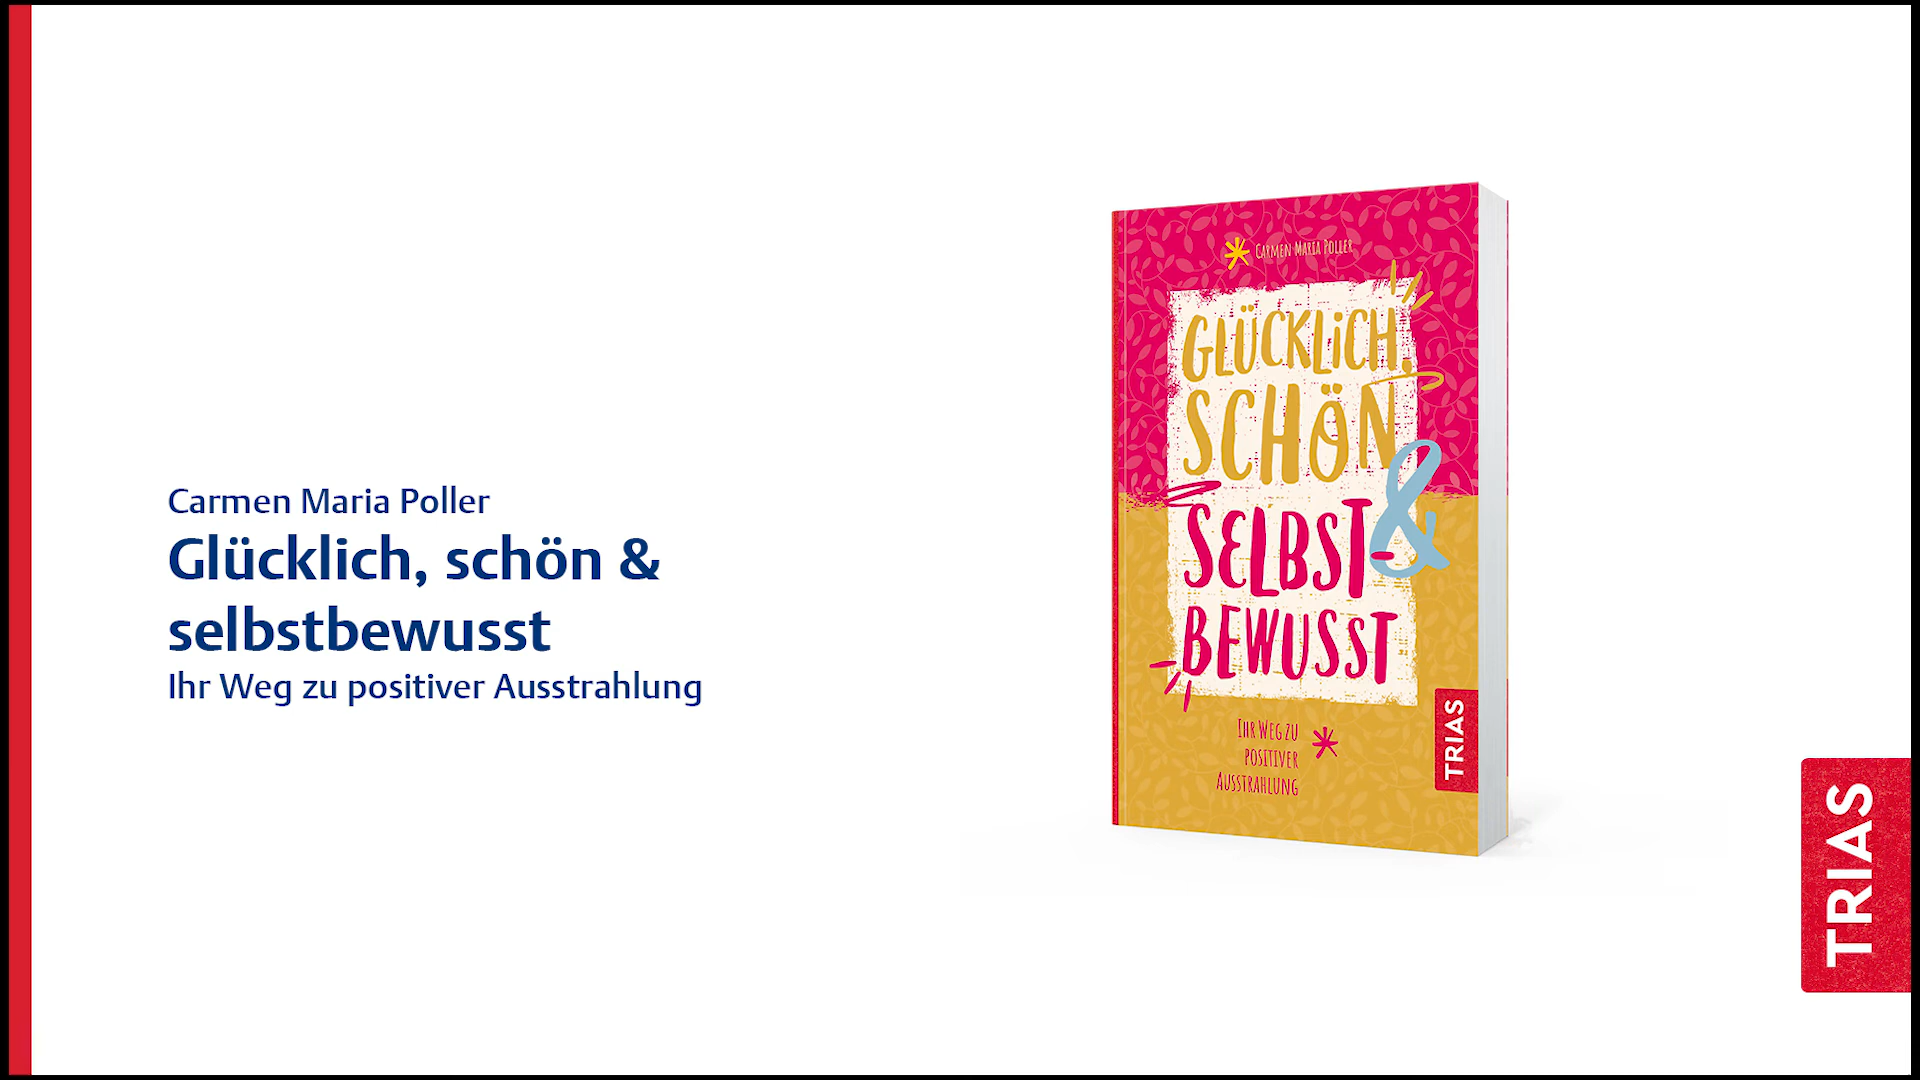 Carmen Maria Poller
Glücklich, schön &
selbstbewusst
Ihr Weg zu positiver Ausstrahlung
CARMEN MARIA POLLER
GLÜCKLiCH,
SCHÖN
&
SELBST-
BEWUSST
IHR WEG ZU
POSITIVER
AUSSTRAHLUNG
TRIAS
TRIAS